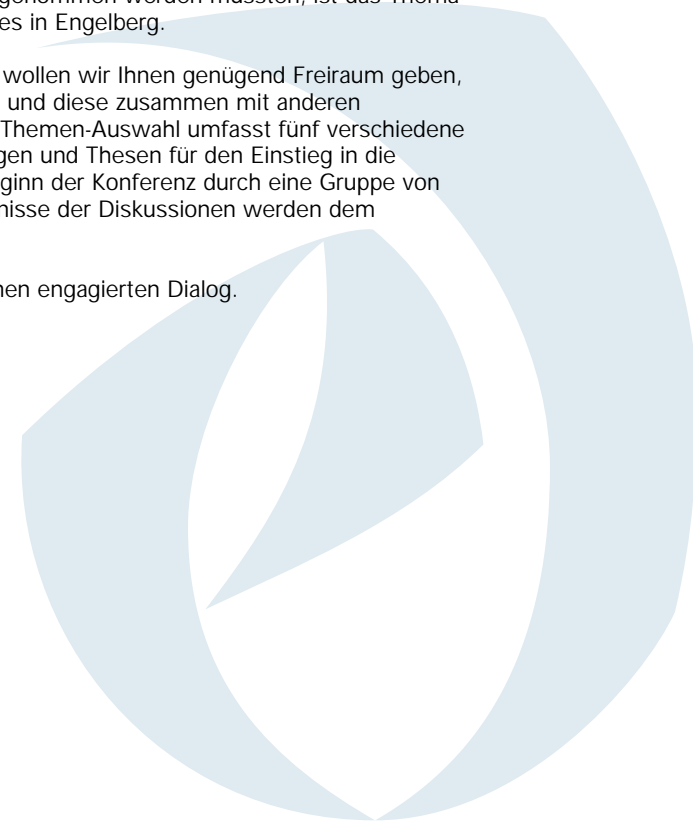 genommen werden müssten, ist das Thema
es in Engelberg.
wollen wir Ihnen genügend Freiraum geben,
und diese zusammen mit anderen
Themen-Auswahl umfasst fünf verschiedene
gen und Thesen für den Einstieg in die
ginn der Konferenz durch eine Gruppe von
nisse der Diskussionen werden dem
nen engagierten Dialog.